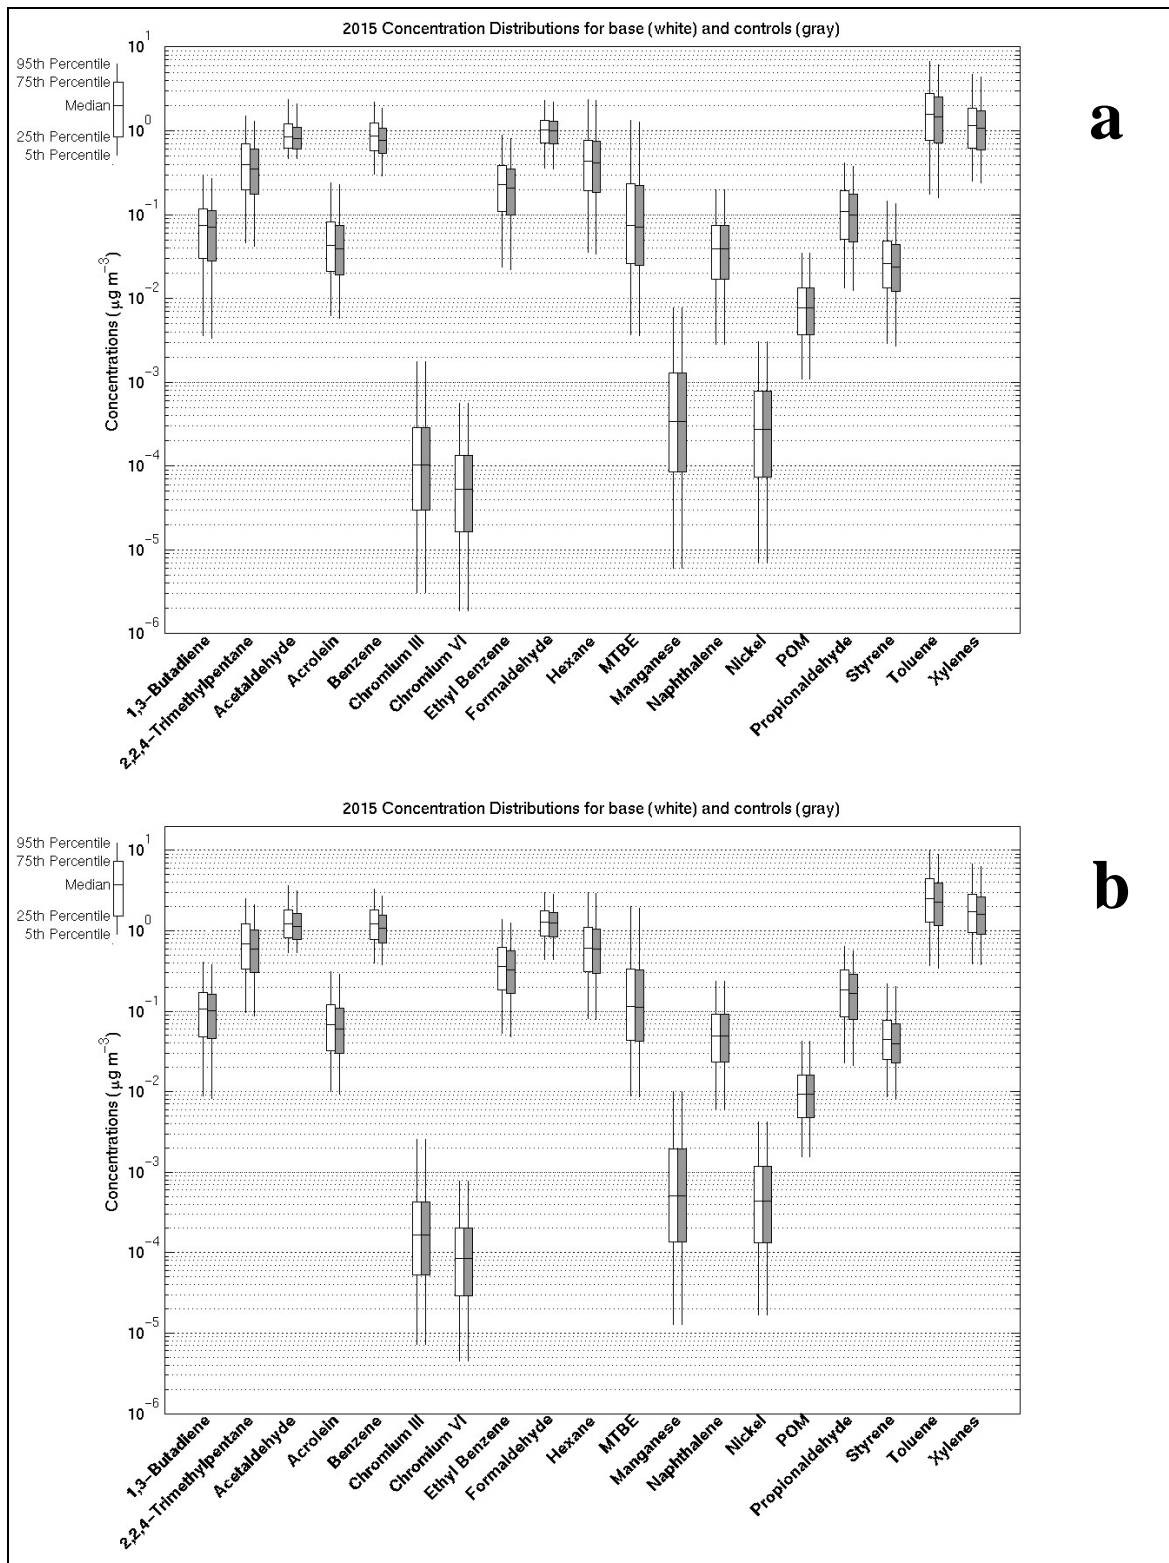 2015 Concentration Distributions for base (white) and controls (gray)
95th Percentile
75th Percentile
Median
25th Percentile
5th Percentile
a
Concentrations (μg m⁻³)
10¹
10⁰
10⁻¹
10⁻²
10⁻³
10⁻⁴
10⁻⁵
10⁻⁶
1,3−Butadiene
2,2,4−Trimethylpentane
Acetaldehyde
Acrolein
Benzene
Chromium III
Chromium VI
Ethyl Benzene
Formaldehyde
Hexane
MTBE
Manganese
Naphthalene
Nickel
POM
Propionaldehyde
Styrene
Toluene
Xylenes
2015 Concentration Distributions for base (white) and controls (gray)
95th Percentile
75th Percentile
Median
25th Percentile
5th Percentile
b
Concentrations (μg m⁻³)
10¹
10⁰
10⁻¹
10⁻²
10⁻³
10⁻⁴
10⁻⁵
10⁻⁶
1,3−Butadiene
2,2,4−Trimethylpentane
Acetaldehyde
Acrolein
Benzene
Chromium III
Chromium VI
Ethyl Benzene
Formaldehyde
Hexane
MTBE
Manganese
Naphthalene
Nickel
POM
Propionaldehyde
Styrene
Toluene
Xylenes